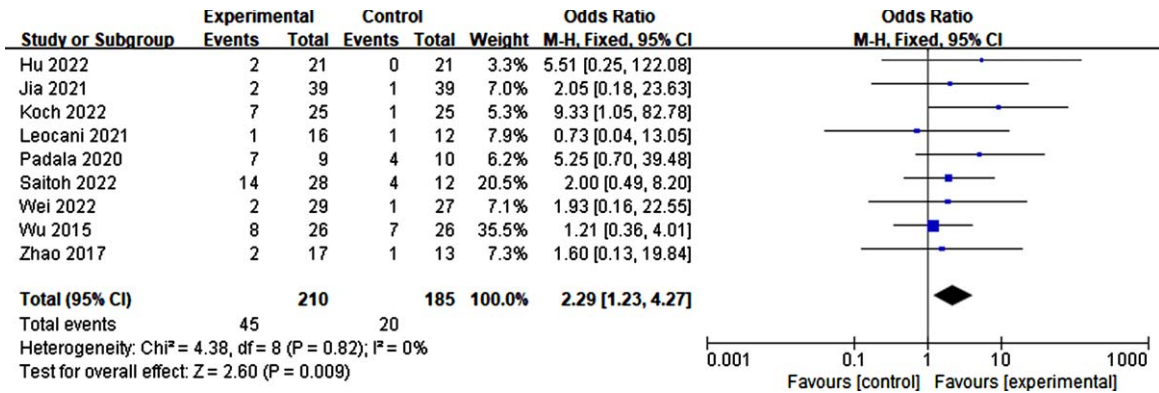 Experimental Control Odds Ratio Odds Ratio
Study or Subgroup Events Total Events Total Weight M-H, Fixed, 95% CI M-H, Fixed, 95% CI
Hu 2022 2 21 0 21 3.3% 5.51 [0.25, 122.08]
Jia 2021 2 39 1 39 7.0% 2.05 [0.18, 23.63]
Koch 2022 7 25 1 25 5.3% 9.33 [1.05, 82.78]
Leocani 2021 1 16 1 12 7.9% 0.73 [0.04, 13.05]
Padala 2020 7 9 4 10 6.2% 5.25 [0.70, 39.48]
Saitoh 2022 14 28 4 12 20.5% 2.00 [0.49, 8.20]
Wei 2022 2 29 1 27 7.1% 1.93 [0.16, 22.55]
Wu 2015 8 26 7 26 35.5% 1.21 [0.36, 4.01]
Zhao 2017 2 17 1 13 7.3% 1.60 [0.13, 19.84]
Total (95% CI) 210 185 100.0% 2.29 [1.23, 4.27]
Total events 45 20
Heterogeneity: Chi² = 4.38, df = 8 (P = 0.82); I² = 0%
Test for overall effect: Z = 2.60 (P = 0.009)
0.001 0.1 1 10 1000
Favours [control] Favours [experimental]